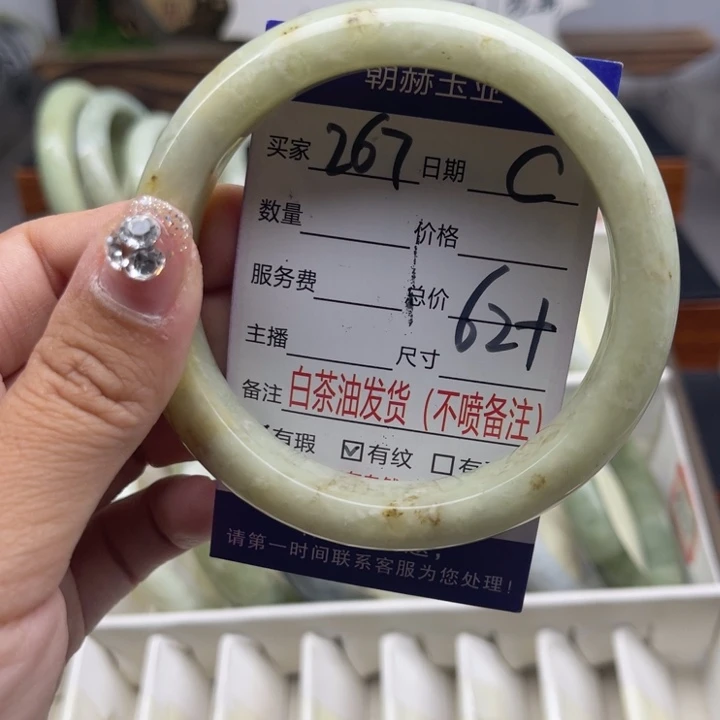 朝赫玉业
买家 267 日期 C
数量 价格
服务费 总价 62+
主播 尺寸
备注 白茶油发货（不喷备注）
有瑕 ☑有纹 □有
请第一时间联系客服为您处理！